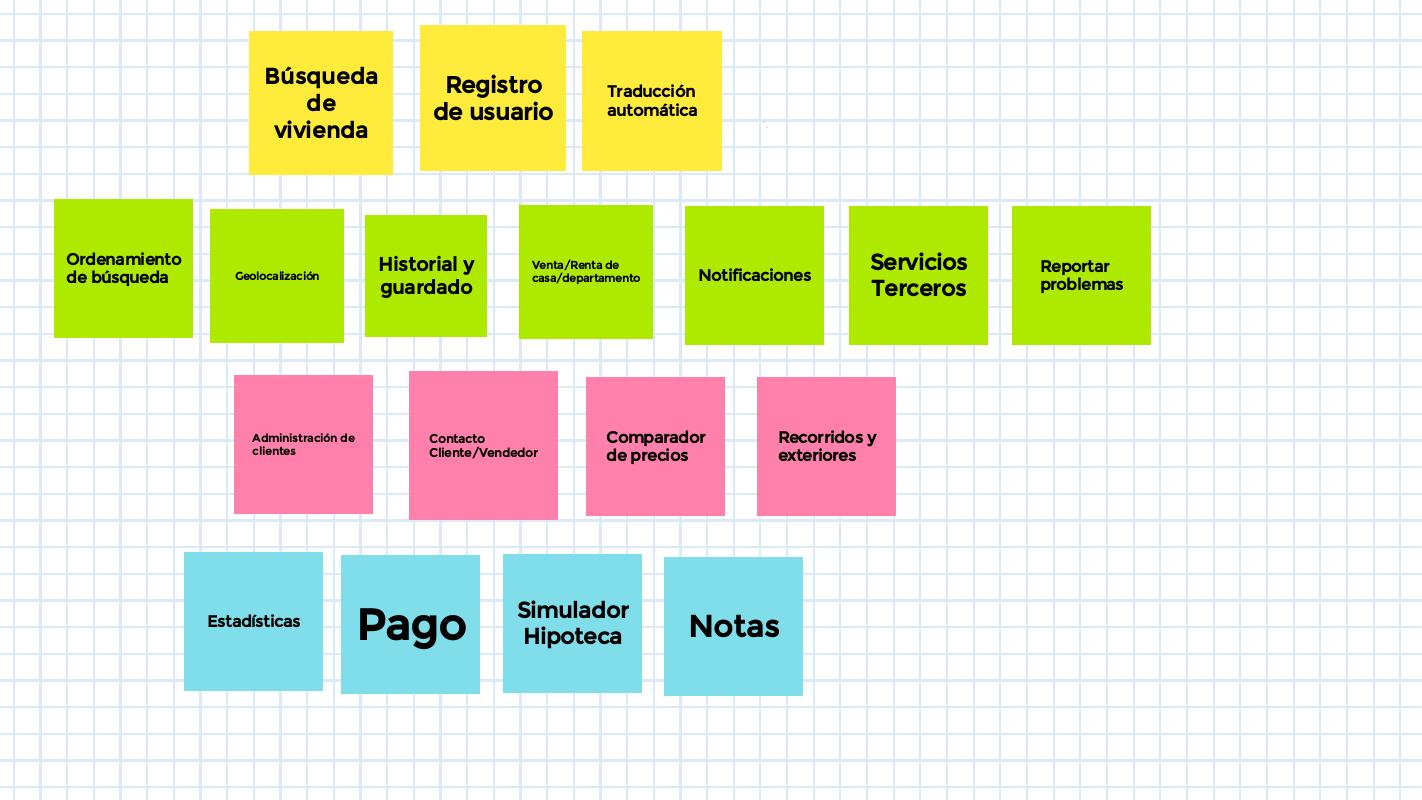 Búsqueda
de
vivienda
Registro
de usuario
Traducción
automática
Ordenamiento
de búsqueda
Geolocalización
Historial y
guardado
Venta/Renta de
casa/departamento
Notificaciones
Servicios
Terceros
Reportar
problemas
Administración de
clientes
Contacto
Cliente/Vendedor
Comparador
de precios
Recorridos y
exteriores
Estadísticas
Pago
Simulador
Hipoteca
Notas